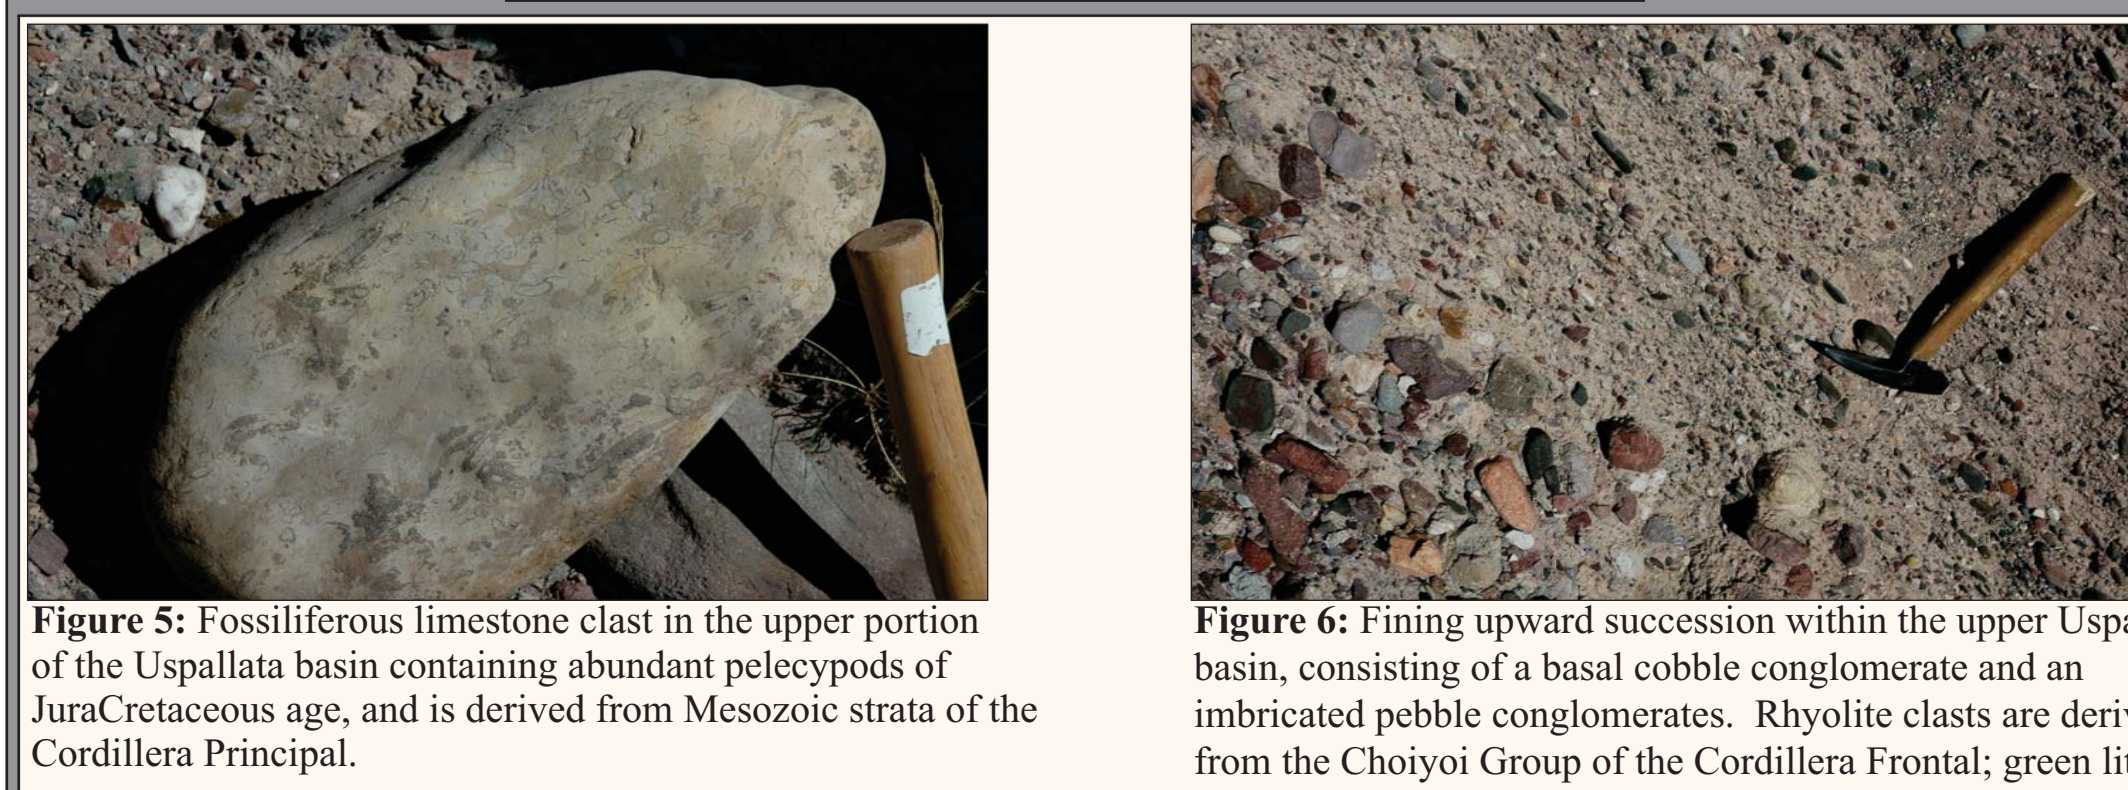 Figure 5: Fossiliferous limestone clast in the upper portion
of the Uspallata basin containing abundant pelecypods of
JuraCretaceous age, and is derived from Mesozoic strata of the
Cordillera Principal.
Figure 6: Fining upward succession within the upper
basin, consisting of a basal cobble conglomerate and an
imbricated pebble conglomerates. Rhyolite clasts are
from the Choiyoi Group of the Cordillera Frontal; green